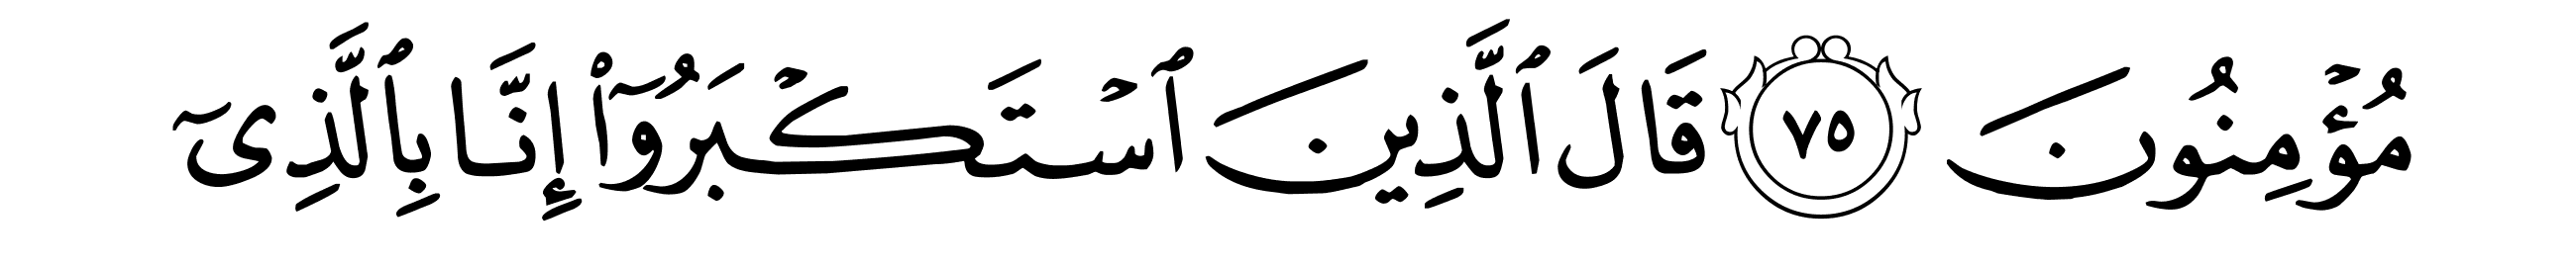 مُؤۡمِنُونَ ٧٥ قَالَ ٱلَّذِينَ ٱسۡتَكۡبَرُوٓاْ إِنَّا بِٱلَّذِىٓ